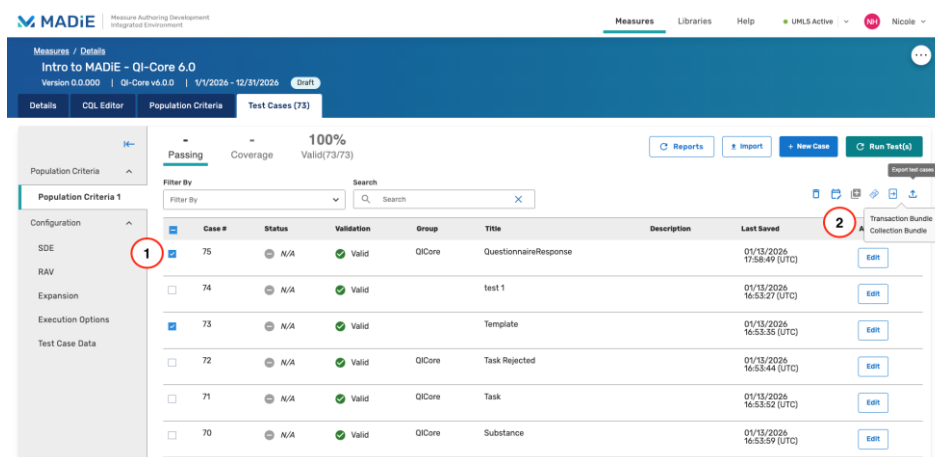 MADiE
Measure Authoring Development
Integrated Environment
Measures Libraries Help UMLS Active NH Nicole
Measures / Details
Intro to MADiE - QI-Core 6.0
Version 0.0.000 | QI-Core v6.0.0 | 1/1/2026 - 12/31/2026 Draft
Details CQL Editor Population Criteria Test Cases (73)
- - 100%
Passing Coverage Valid(73/73)
Reports Import + New Case Run Test(s)
Export test cases
Population Criteria
Population Criteria 1
Configuration
SDE
RAV
Expansion
Execution Options
Test Case Data
Filter By Search
Filter By Search
2
Transaction Bundle
Collection Bundle
Case # Status Validation Group Title Description Last Saved A
1
75 N/A Valid QICore QuestionnaireResponse 01/13/2026 Edit
17:58:49 (UTC)
74 N/A Valid test 1 01/13/2026 Edit
16:53:27 (UTC)
73 N/A Valid Template 01/13/2026 Edit
16:53:35 (UTC)
72 N/A Valid QICore Task Rejected 01/13/2026 Edit
16:53:44 (UTC)
71 N/A Valid QICore Task 01/13/2026 Edit
16:53:52 (UTC)
70 N/A Valid QICore Substance 01/13/2026 Edit
16:53:59 (UTC)